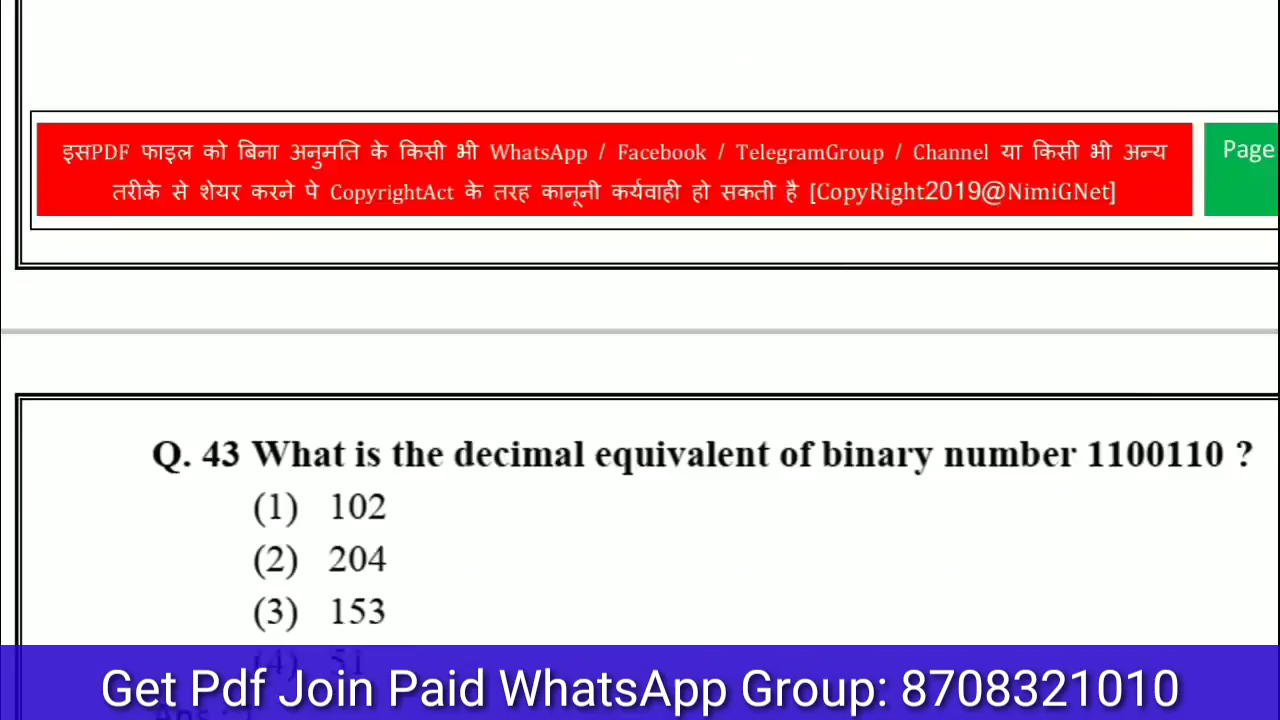 इसPDF फाइल को बिना अनुमति के किसी भी WhatsApp / Facebook / TelegramGroup / Channel या किसी भी अन्य
तरीके से शेयर करने पे CopyrightAct के तरह कानूनी कर्यवाही हो सकती है [CopyRight2019@NimiGNet]
Page
Q. 43 What is the decimal equivalent of binary number 1100110 ?
(1) 102
(2) 204
(3) 153
(4) 51
Get Pdf Join Paid WhatsApp Group: 8708321010